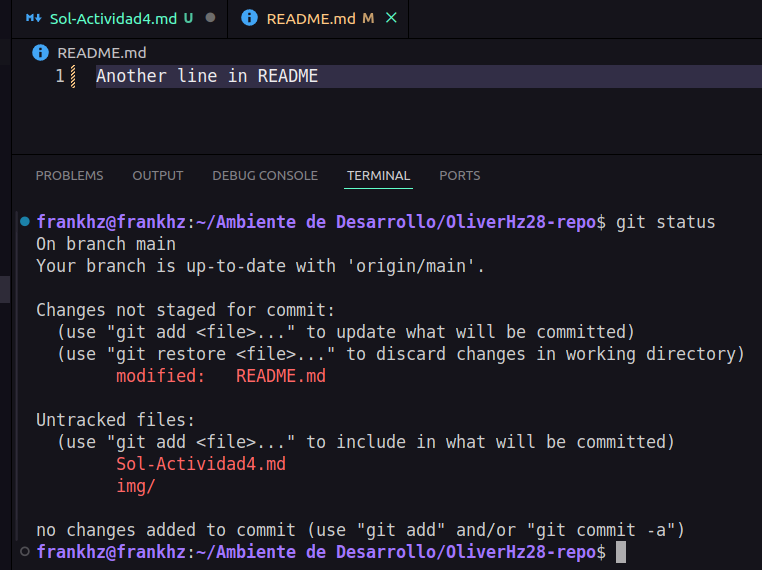 Sol-Actividad4.md U README.md M
README.md
1 Another line in README
PROBLEMS OUTPUT DEBUG CONSOLE TERMINAL PORTS
frankhz@frankhz:~/Ambiente de Desarrollo/OliverHz28-repo$ git status
On branch main
Your branch is up-to-date with 'origin/main'.
Changes not staged for commit:
(use "git add <file>..." to update what will be committed)
(use "git restore <file>..." to discard changes in working directory)
modified: README.md
Untracked files:
(use "git add <file>..." to include in what will be committed)
Sol-Actividad4.md
img/
no changes added to commit (use "git add" and/or "git commit -a")
frankhz@frankhz:~/Ambiente de Desarrollo/OliverHz28-repo$